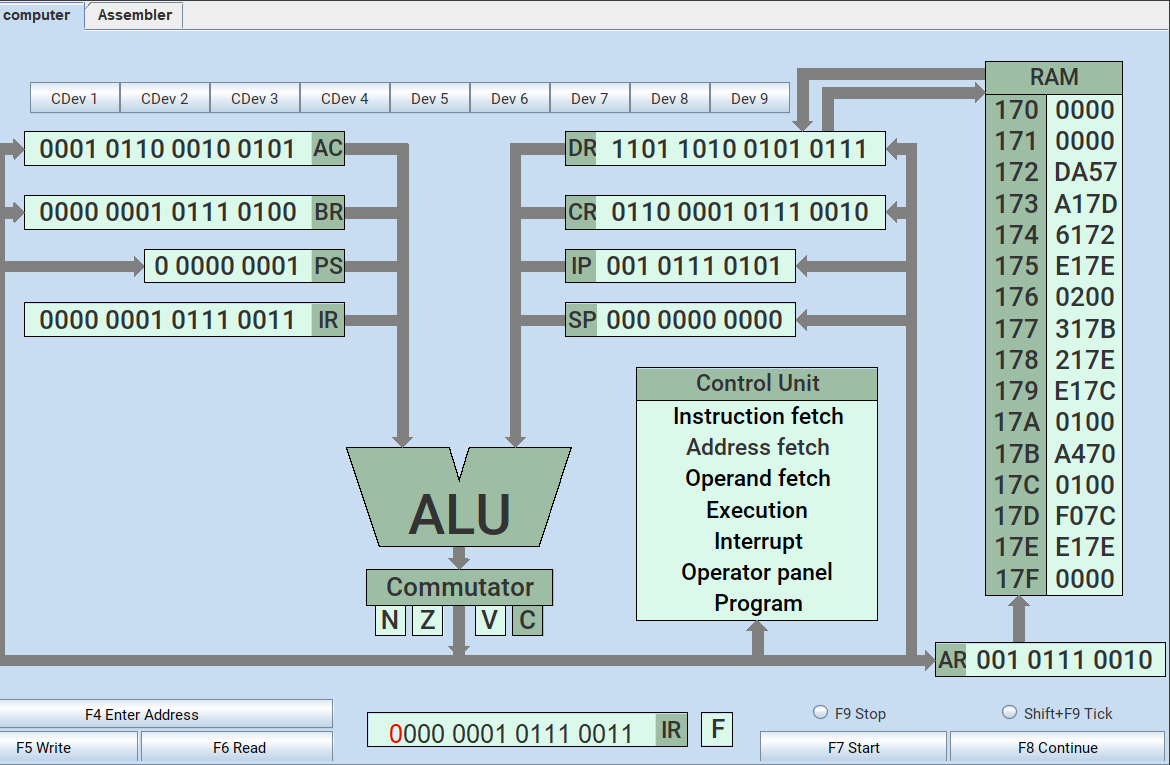 computer Assembler
RAM
CDev 1 CDev 2 CDev 3 CDev 4 Dev 5 Dev 6 Dev 7 Dev 8 Dev 9
170 0000
171 0000
0001 0110 0010 0101 AC DR 1101 1010 0101 0111
172 DA57
173 A17D
0000 0001 0111 0100 BR CR 0110 0001 0111 0010
174 6172
175 E17E
0 0000 0001 PS IP 001 0111 0101
176 0200
0000 0001 0111 0011 IR SP 000 0000 0000
177 317B
178 217E
179 E17C
17A 0100
17B A470
17C 0100
17D F07C
17E E17E
17F 0000
Control Unit
Instruction fetch
Address fetch
Operand fetch
Execution
Interrupt
Operator panel
Program
ALU
Commutator
N Z V C
AR 001 0111 0010
F4 Enter Address
F5 Write F6 Read
0000 0001 0111 0011 IR F
F9 Stop Shift+F9 Tick
F7 Start F8 Continue